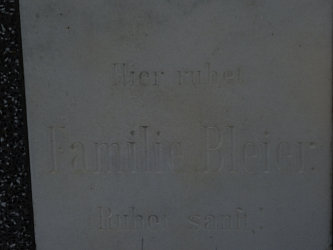 Hier ruhet
Familie Bleier
Ruhet sanft